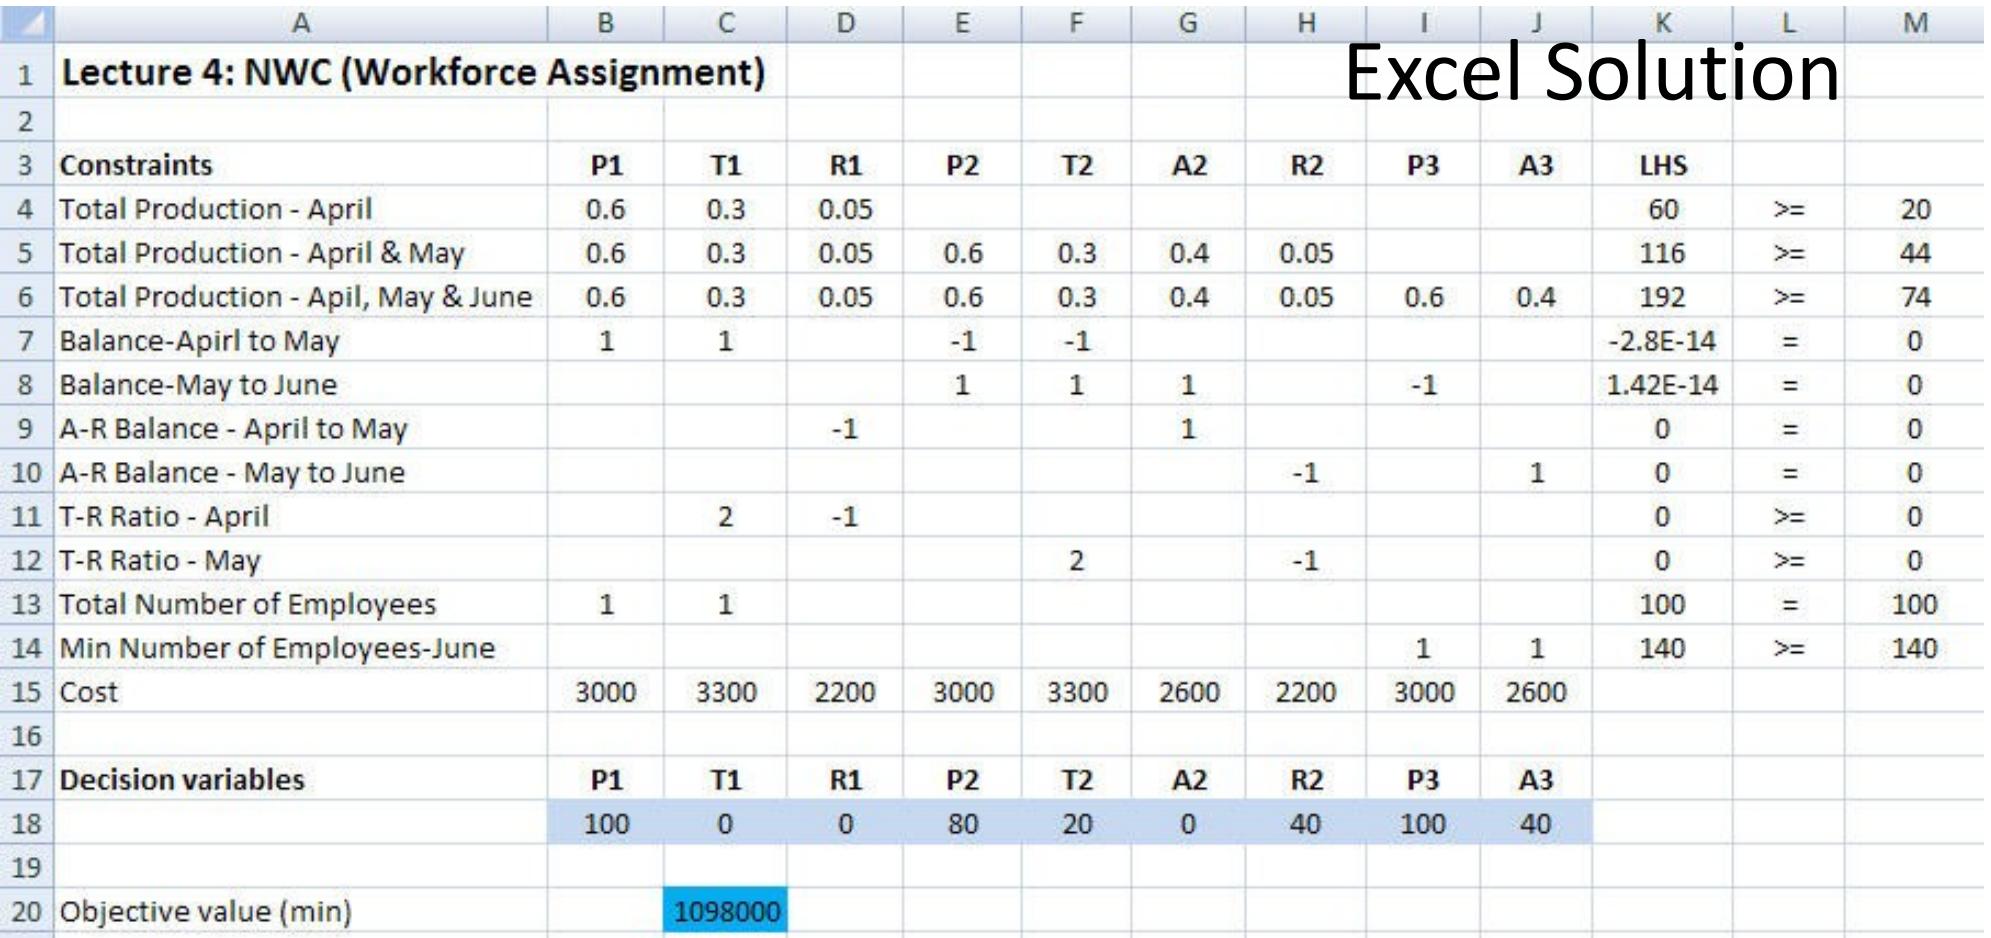 A B C D E F G H I J K L M
Excel Solution
1 Lecture 4: NWC (Workforce Assignment)
2
3 Constraints P1 T1 R1 P2 T2 A2 R2 P3 A3 LHS
4 Total Production - April 0.6 0.3 0.05 60 >= 20
5 Total Production - April & May 0.6 0.3 0.05 0.6 0.3 0.4 0.05 116 >= 44
6 Total Production - Apil, May & June 0.6 0.3 0.05 0.6 0.3 0.4 0.05 0.6 0.4 192 >= 74
7 Balance-Apirl to May 1 1 -1 -1 -2.8E-14 = 0
8 Balance-May to June 1 1 1 -1 1.42E-14 = 0
9 A-R Balance - April to May -1 1 0 = 0
10 A-R Balance - May to June -1 1 0 = 0
11 T-R Ratio - April 2 -1 0 >= 0
12 T-R Ratio - May 2 -1 0 >= 0
13 Total Number of Employees 1 1 100 = 100
14 Min Number of Employees-June 1 1 140 >= 140
15 Cost 3000 3300 2200 3000 3300 2600 2200 3000 2600
16
17 Decision variables P1 T1 R1 P2 T2 A2 R2 P3 A3
18 100 0 0 80 20 0 40 100 40
19
20 Objective value (min) 1098000